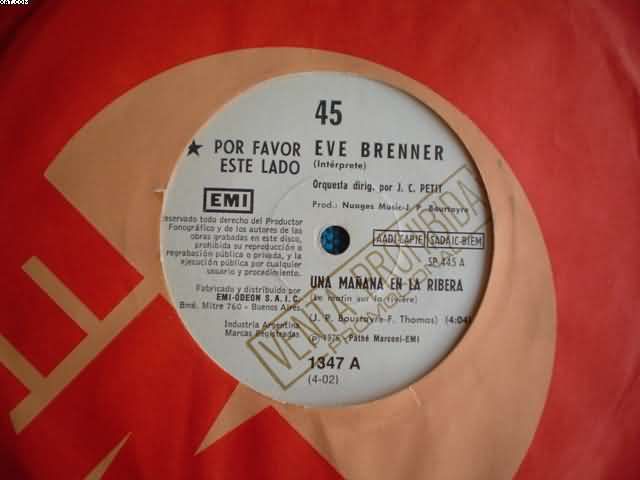 45
★ POR FAVOR
ESTE LADO
EVE BRENNER
(Intérprete)
Orquesta dirig. por J. C. PETIT
Prod.: Nuages Music-J. P. Bourtayre
EMI
Reservado todo derecho del Productor
Fonográfico y de los autores de las
obras grabadas en este disco,
prohibida su reproducción o
regrabación pública o privada, y la
ejecución pública por cualquier
usuario y procedimiento.
AADI-CAPIF SADAIC-BIEM
SP 445 A
UNA MAÑANA EN LA RIBERA
(Le matin sur la rivière)
(J. P. Bourtayre-F. Thomas) (4:04)
Fabricado y distribuido por
EMI-ODEON S.A.I.C.
Bmé. Mitre 760 - Buenos Aires
Industria Argentina
Marcas Registradas
(p) 1976 - Pathé Marconi-EMI
1347 A
(4-02)
VENTA PROHIBIDA